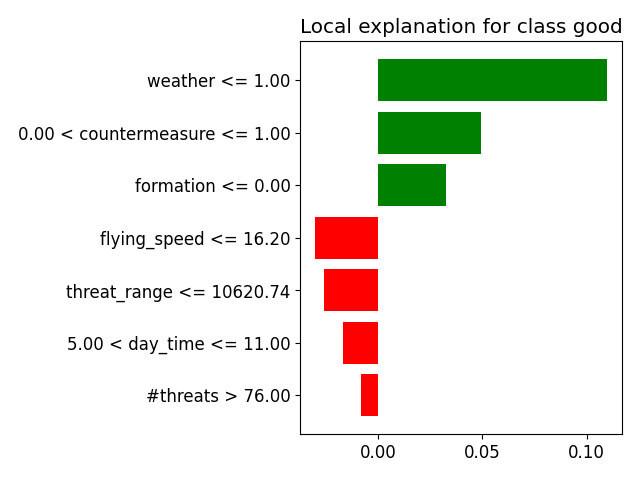 Local explanation for class good
weather <= 1.00
0.00 < countermeasure <= 1.00
formation <= 0.00
flying_speed <= 16.20
threat_range <= 10620.74
5.00 < day_time <= 11.00
#threats > 76.00
0.00 0.05 0.10